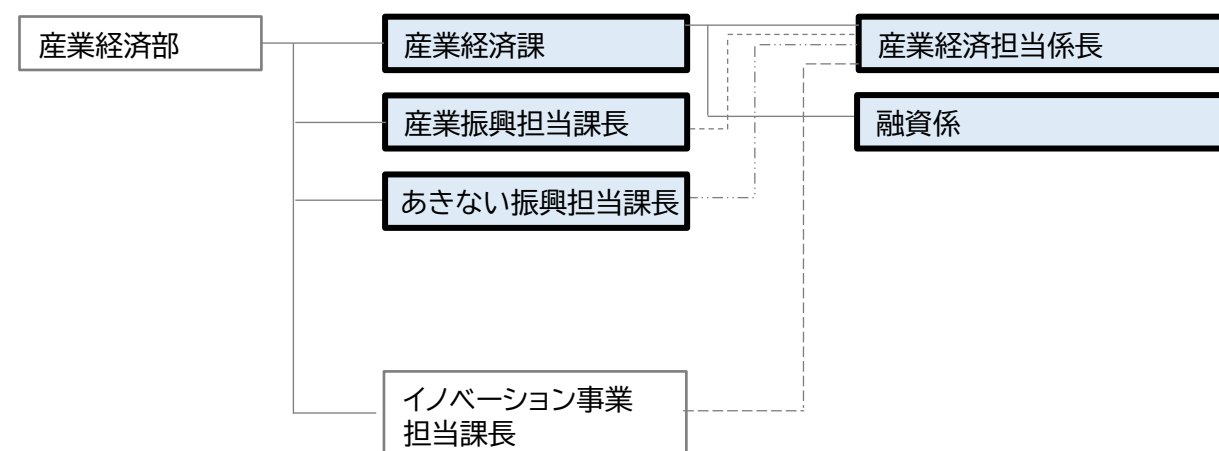 産業経済部
産業経済課
産業経済担当係長
産業振興担当課長
融資係
あきない振興担当課長
イノベーション事業
担当課長